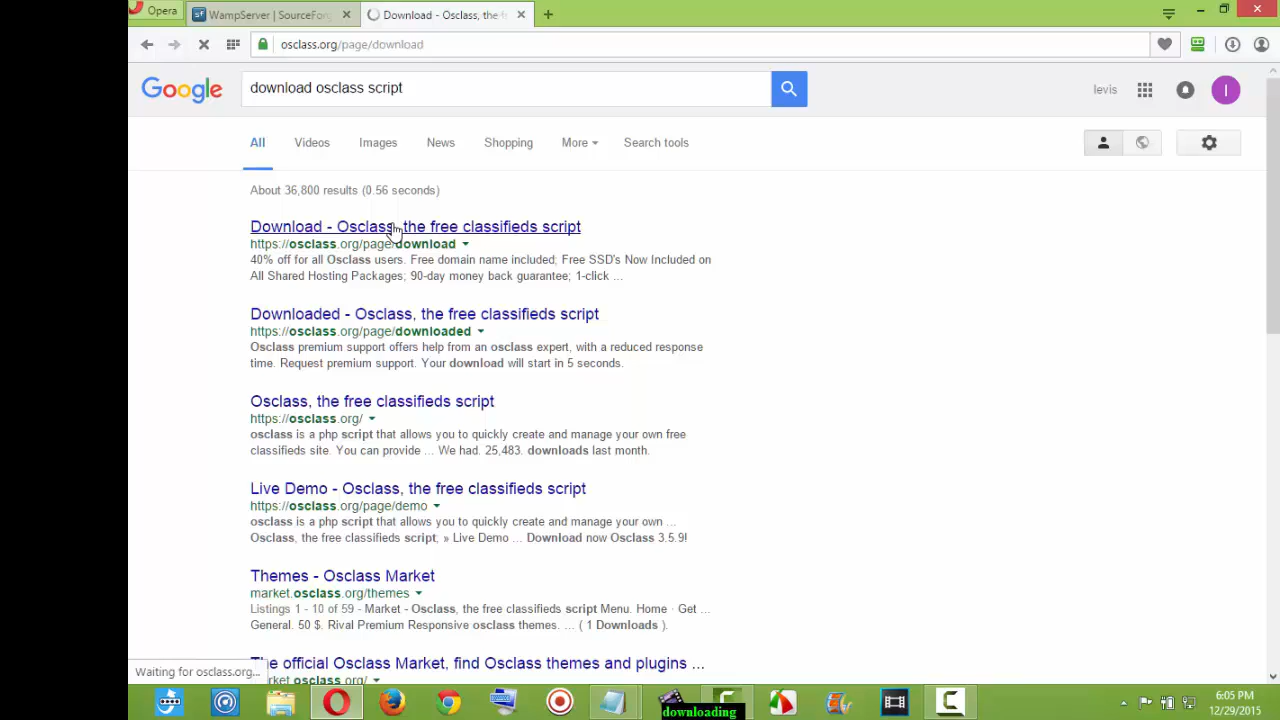 Opera
SF WampServer | SourceForg
Download - Osclass, the f
osclass.org/page/download
Google
download osclass script
levis
I
All
Videos
Images
News
Shopping
More
Search tools
About 36,800 results (0.56 seconds)
Download - Osclass, the free classifieds script
https://osclass.org/page/download
40% off for all Osclass users. Free domain name included; Free SSD's Now Included on
All Shared Hosting Packages; 90-day money back guarantee; 1-click ...
Downloaded - Osclass, the free classifieds script
https://osclass.org/page/downloaded
Osclass premium support offers help from an osclass expert, with a reduced response
time. Request premium support. Your download will start in 5 seconds.
Osclass, the free classifieds script
https://osclass.org/
osclass is a php script that allows you to quickly create and manage your own free
classifieds site. You can provide ... We had. 25,483. downloads last month.
Live Demo - Osclass, the free classifieds script
https://osclass.org/page/demo
osclass is a php script that allows you to quickly create and manage your own ...
Osclass, the free classifieds script; » Live Demo ... Download now Osclass 3.5.9!
Themes - Osclass Market
market.osclass.org/themes
Listings 1 - 10 of 59 - Market - Osclass, the free classifieds script Menu. Home · Get ...
General. 50 $. Rival Premium Responsive osclass themes. ... ( 1 Downloads ).
The official Osclass Market, find Osclass themes and plugins ...
market.osclass.org/
Waiting for osclass.org...
downloading
6:05 PM
12/29/2015